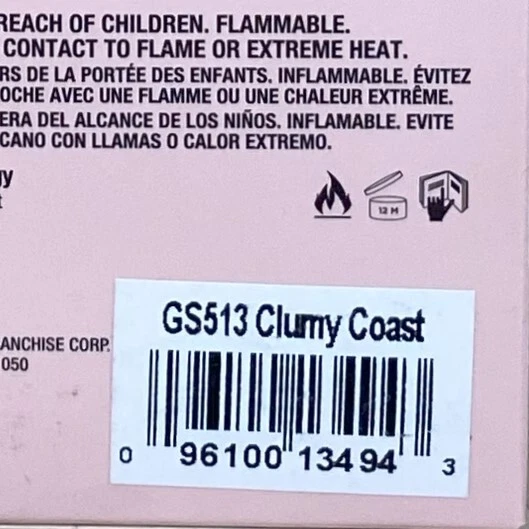 REACH OF CHILDREN. FLAMMABLE.
CONTACT TO FLAME OR EXTREME HEAT.
RS DE LA PORTÉE DES ENFANTS. INFLAMMABLE. ÉVITEZ
OCHE AVEC UNE FLAMME OU UNE CHALEUR EXTRÊME.
ERA DEL ALCANCE DE LOS NIÑOS. INFLAMABLE. EVITE
CANO CON LLAMAS O CALOR EXTREMO.
gy
t
12 M
GS513 Clumy Coast
ANCHISE CORP.
050
0 96100 13494 3